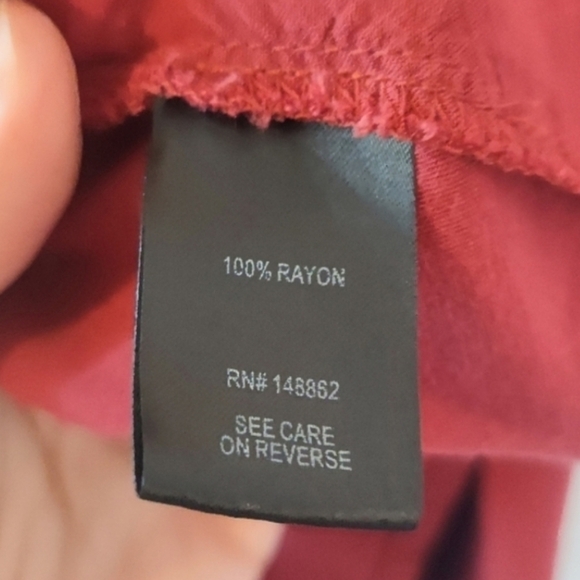 100% RAYON
RN# 148862
SEE CARE
ON REVERSE